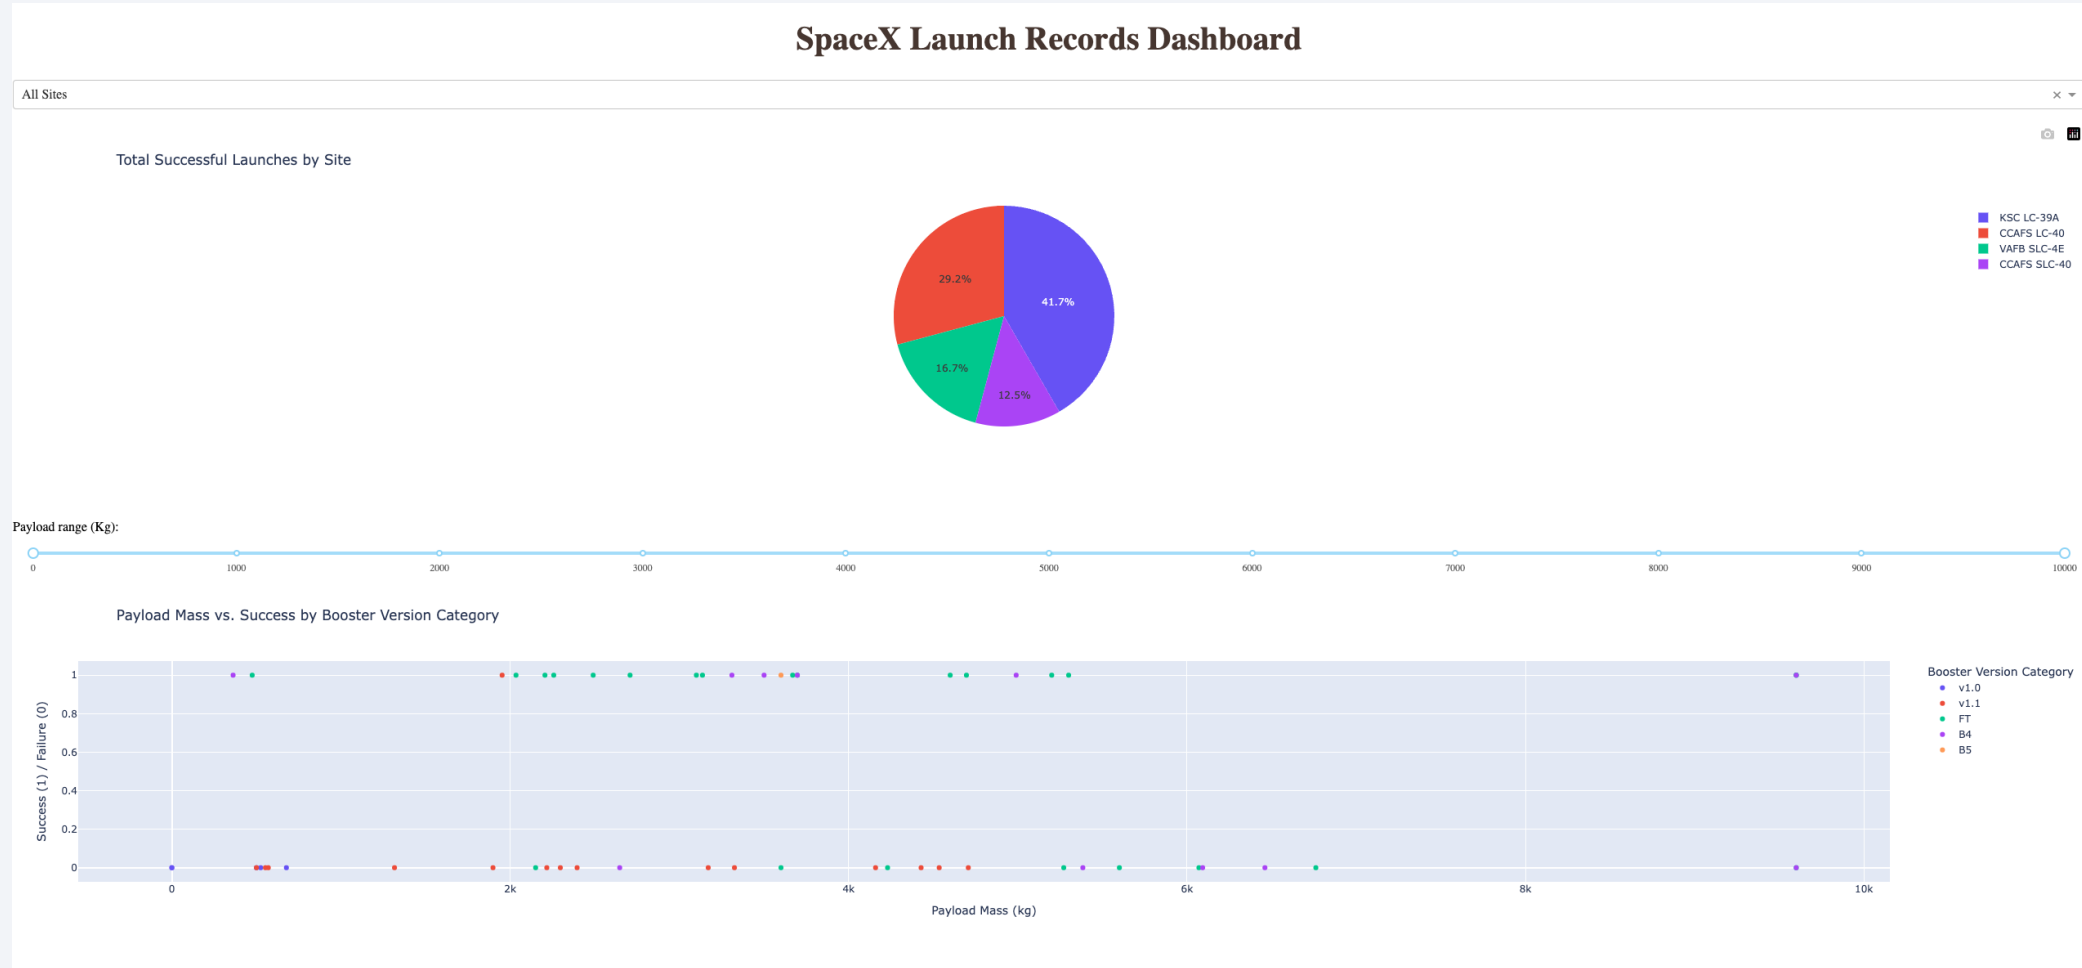 SpaceX Launch Records Dashboard
All Sites
Total Successful Launches by Site
KSC LC-39A
CCAFS LC-40
VAFB SLC-4E
CCAFS SLC-40
29.2%
41.7%
16.7%
12.5%
Payload range (Kg):
0 1000 2000 3000 4000 5000 6000 7000 8000 9000 10000
Payload Mass vs. Success by Booster Version Category
Booster Version Category
v1.0
v1.1
FT
B4
B5
Success (1) / Failure (0)
1
0.8
0.6
0.4
0.2
0
0 2k 4k 6k 8k 10k
Payload Mass (kg)